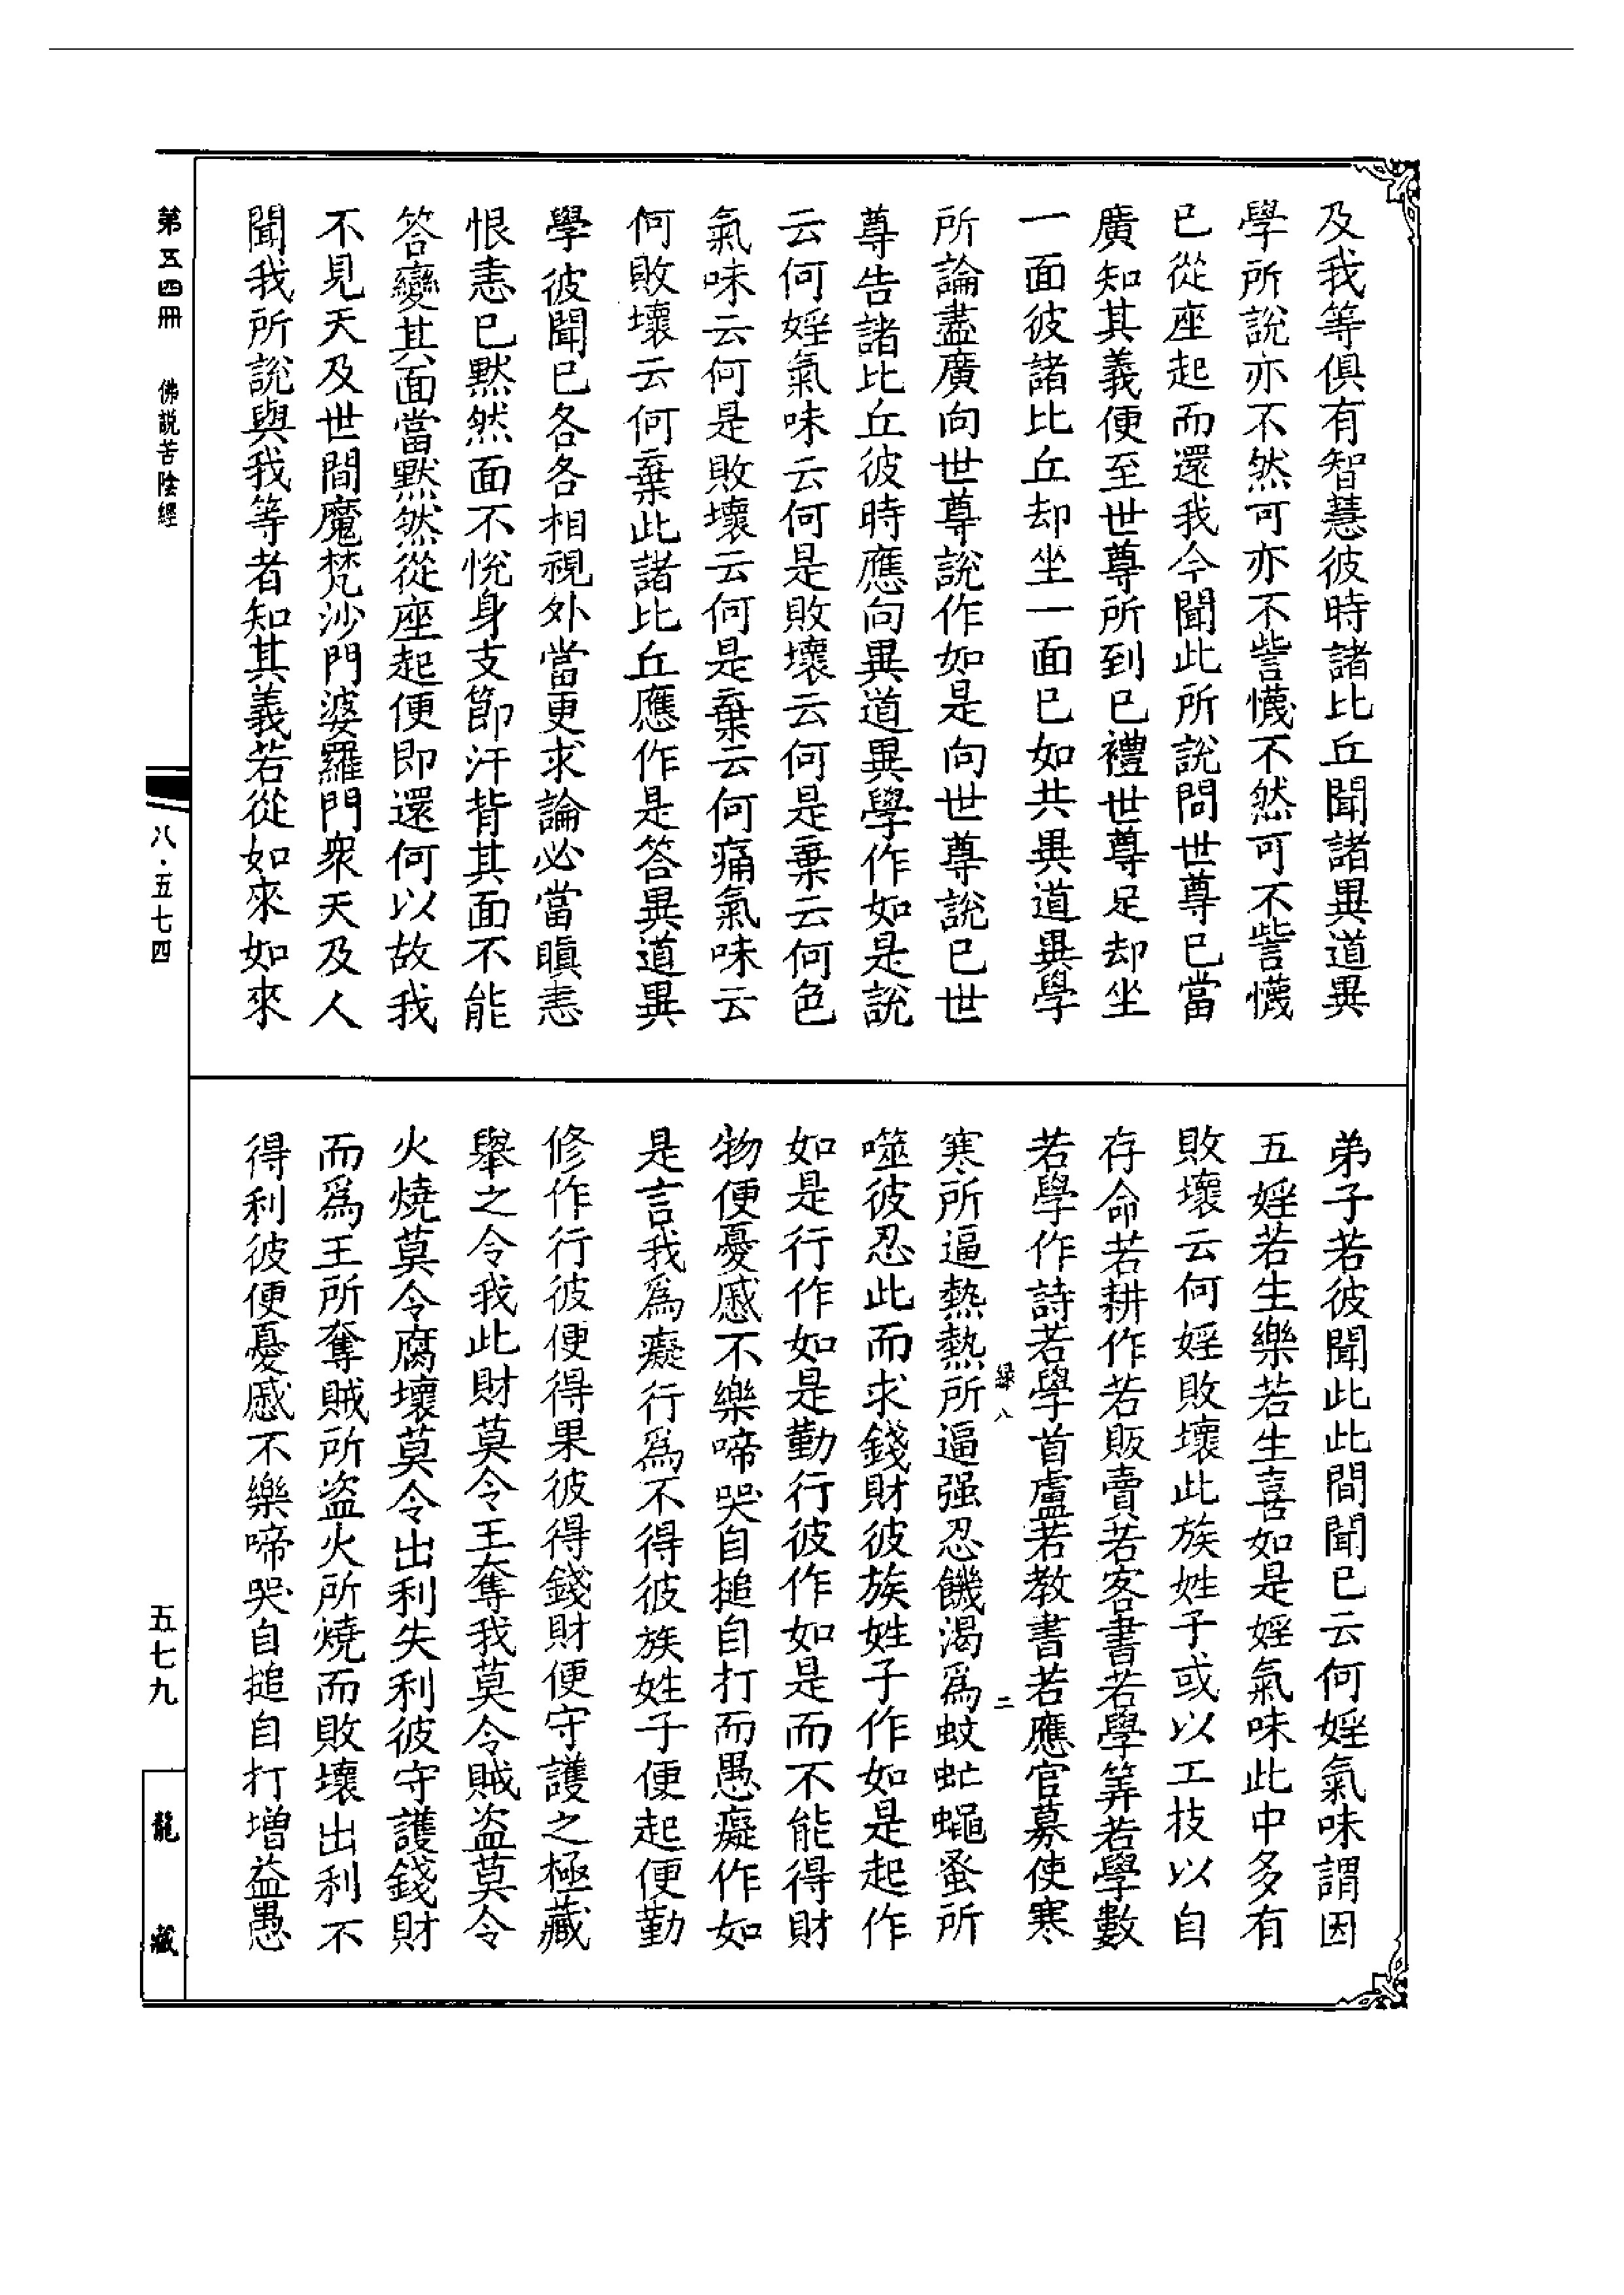 及我等俱有智慧彼時諸比丘聞諸異道異
學所說亦不然可亦不訾懱不然可不訾懱
已從座起而還我今聞此所說問世尊已當
廣知其義便至世尊所到已禮世尊足却坐
一面彼諸比丘却坐一面已如共異道異學
所論盡廣向世尊說作如是向世尊說已世
尊告諸比丘彼時應向異道異學作如是說
云何婬氣味云何是敗壞云何是棄云何色
氣味云何是敗壞云何是棄云何痛氣味云
何敗壞云何棄此諸比丘應作是答異道異
學彼聞已各各相視外當更求論必當瞋恚
恨恚已默然面不悅身支節汗背其面不能
答變其面當默然從座起便即還何以故我
不見天及世間魔梵沙門婆羅門衆天及人
聞我所說與我等者知其義若從如來如來
弟子若彼聞此此間聞已云何婬氣味謂因
五婬若生樂若生喜如是婬氣味此中多有
敗壞云何婬敗壞此族姓子或以工技以自
存命若耕作若販賣若客書若學筭若學數
若學作詩若學首盧若教書若應官募使寒
緑八
二
寒所逼熱熱所逼强忍饑渴爲蚊虻蠅蚤所
噬彼忍此而求錢財彼族姓子作如是起作
如是行作如是勤行彼作如是而不能得財
物便憂慼不樂啼哭自搥自打而愚癡作如
是言我爲癡行爲不得彼族姓子便起便勤
修作行彼便得果彼得錢財便守護之極藏
舉之令我此財莫令王奪我莫令賊盗莫令
火燒莫令腐壞莫令出利失利彼守護錢財
而爲王所奪賊所盗火所燒而敗壞出利不
得利彼便憂慼不樂啼哭自搥自打增益愚
第五四冊
佛説苦陰經
八·五七四
五七九
龍藏